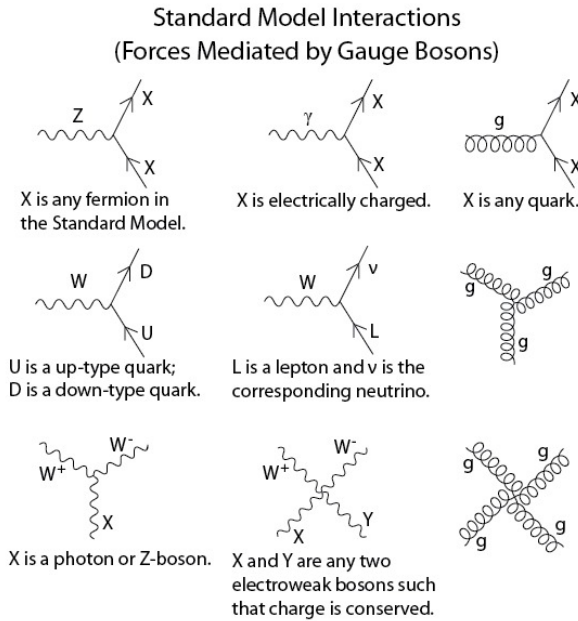 Standard Model Interactions
(Forces Mediated by Gauge Bosons)
Z
X
X
X is any fermion in
the Standard Model.
γ
X
X
X is electrically charged.
g
X
X
X is any quark.
W
D
U
U is a up-type quark;
D is a down-type quark.
W
ν
L
L is a lepton and ν is the
corresponding neutrino.
g
g
g
W⁺
W⁻
X
X is a photon or Z-boson.
W⁺
W⁻
X
Y
X and Y are any two
electroweak bosons such
that charge is conserved.
g
g
g
g